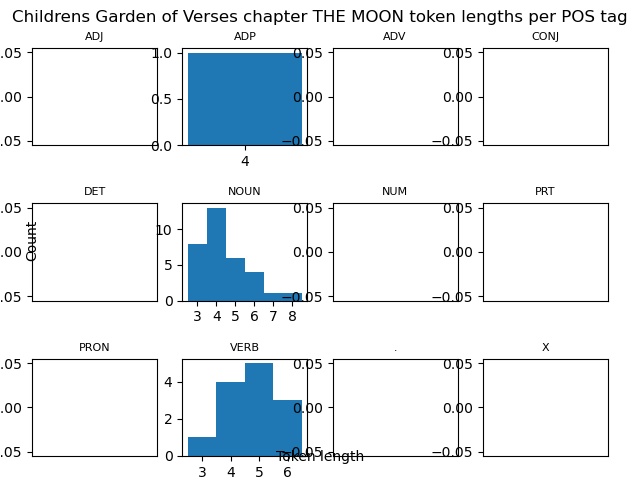 Childrens Garden of Verses chapter THE MOON token lengths per POS tag
ADJ ADP ADV CONJ
.05 1.0 0.05
.00 0.5 0.00 0.00
.05 0.0 −0.05 −0.05
4
DET NOUN NUM PRT
.05 10 0.05 0.05
.00 5 0.00 0.00
.05 0 −0.05 −0.05
Count
3 4 5 6 7 8
PRON VERB . X
.05 4 0.05 0.05
.00 2 0.00 0.00
.05 0 −0.05 −0.05
Token length
3 4 5 6